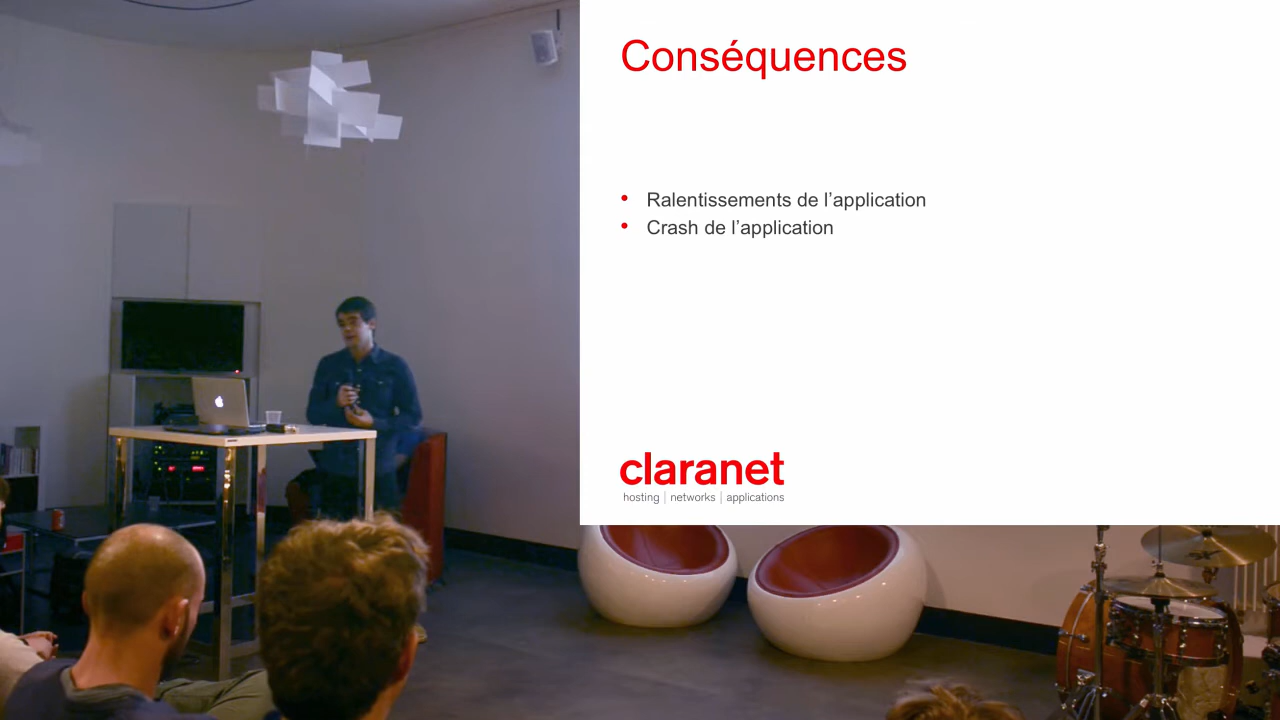 Conséquences
• Ralentissements de l’application
• Crash de l’application
claranet
hosting | networks | applications